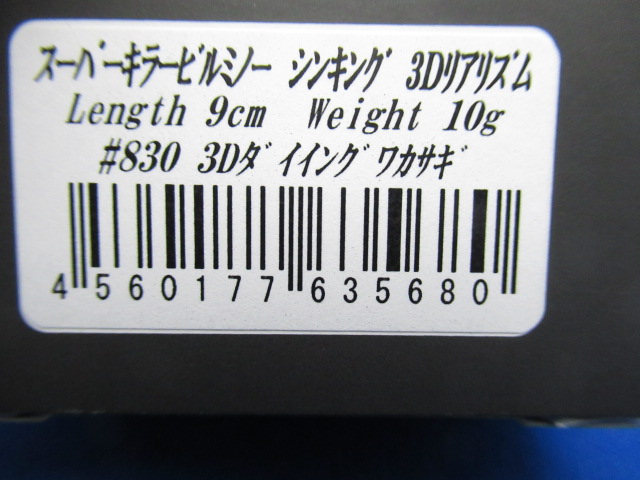 スーパーキラービルミノー シンキング 3Dリアリズム
Length 9cm Weight 10g
#830 3Dダイイングワカサギ
4 560177 635680